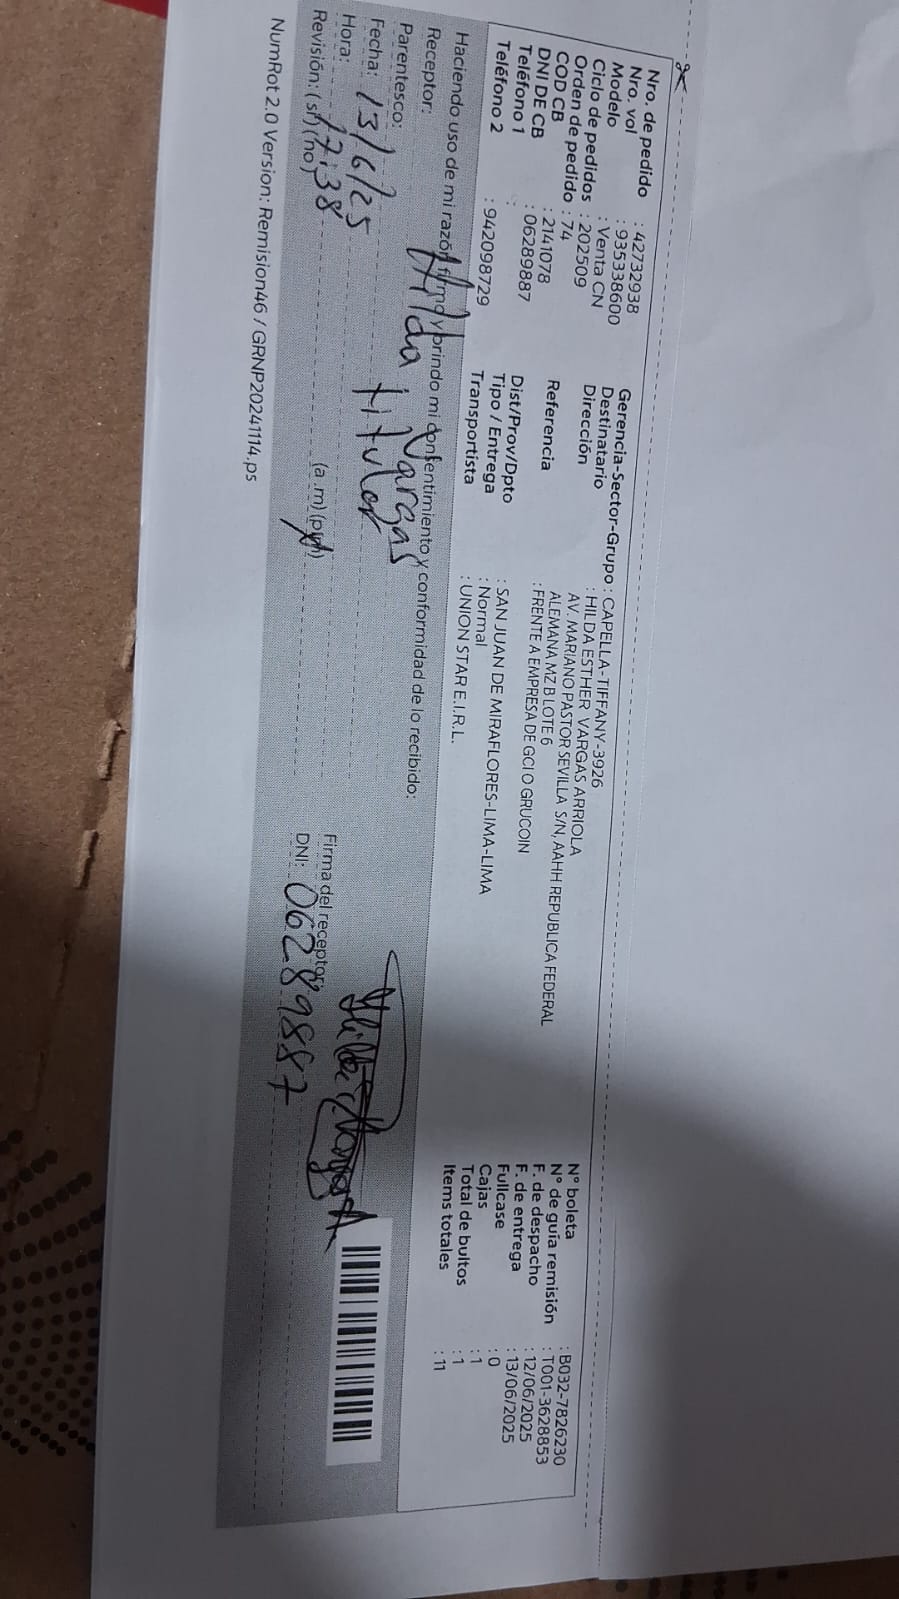 Nro. de pedido : 42732938
Nro. vol : 935338600
Modelo : Venta CN
Ciclo de pedidos : 202509
Orden de pedido : 74
COD CB : 2141078
DNI DE CB : 06289887
Teléfono 1 :
Teléfono 2 : 942098729
Gerencia-Sector-Grupo : CAPELLA-TIFFANY-3926
Destinatario : HILDA ESTHER VARGAS ARRIOLA
Dirección AV. MARIANO PASTOR SEVILLA S/N, AAHH REPUBLICA FEDERAL
ALEMANA MZ B LOTE 6
Referencia : FRENTE A EMPRESA DE GCI O GRUCOIN
Dist/Prov/Dpto : SAN JUAN DE MIRAFLORES-LIMA-LIMA
Tipo / Entrega : Normal
Transportista : UNION STAR E.I.R.L.
N° boleta : B032-7826230
N° de guía remisión : T001-3628853
F. de despacho : 12/06/2025
F. de entrega : 13/06/2025
Fullcase : 0
Cajas : 1
Total de bultos : 1
Items totales : 11
Haciendo uso de mi razón, firmo y brindo mi consentimiento y conformidad de lo recibido:
Receptor: Hilda Vargas
Parentesco: titular
Fecha: 13/6/25
Hora: 17:38 (a.m) (pm)
Revisión: (si) (no)
Firma del receptor: Hilda Vargas A
DNI: 06289887
NumRot 2.0 Version: Remision46 / GRNP20241114.ps